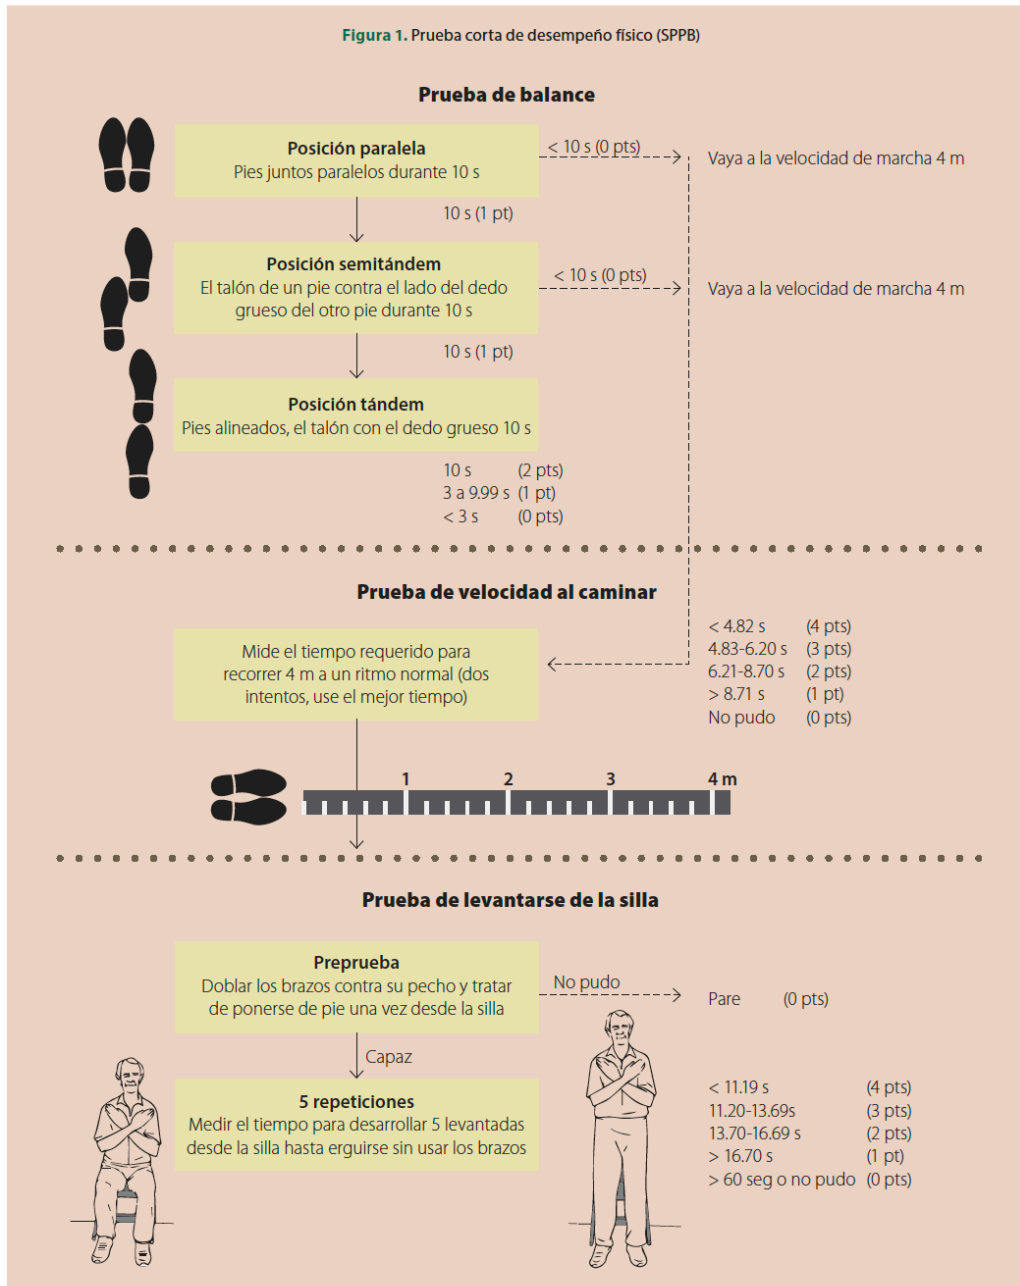 Figura 1. Prueba corta de desempeño físico (SPPB)
Prueba de balance
Posición paralela
Pies juntos paralelos durante 10 s
< 10 s (0 pts)
Vaya a la velocidad de marcha 4 m
10 s (1 pt)
Posición semitándem
El talón de un pie contra el lado del dedo
grueso del otro pie durante 10 s
< 10 s (0 pts)
Vaya a la velocidad de marcha 4 m
10 s (1 pt)
Posición tándem
Pies alineados, el talón con el dedo grueso 10 s
10 s (2 pts)
3 a 9.99 s (1 pt)
< 3 s (0 pts)
Prueba de velocidad al caminar
Mide el tiempo requerido para
recorrer 4 m a un ritmo normal (dos
intentos, use el mejor tiempo)
< 4.82 s (4 pts)
4.83-6.20 s (3 pts)
6.21-8.70 s (2 pts)
> 8.71 s (1 pt)
No pudo (0 pts)
1 2 3 4 m
Prueba de levantarse de la silla
Preprueba
Doblar los brazos contra su pecho y tratar
de ponerse de pie una vez desde la silla
No pudo
Pare (0 pts)
Capaz
5 repeticiones
Medir el tiempo para desarrollar 5 levantadas
desde la silla hasta erguirse sin usar los brazos
< 11.19 s (4 pts)
11.20-13.69s (3 pts)
13.70-16.69 s (2 pts)
> 16.70 s (1 pt)
> 60 seg o no pudo (0 pts)